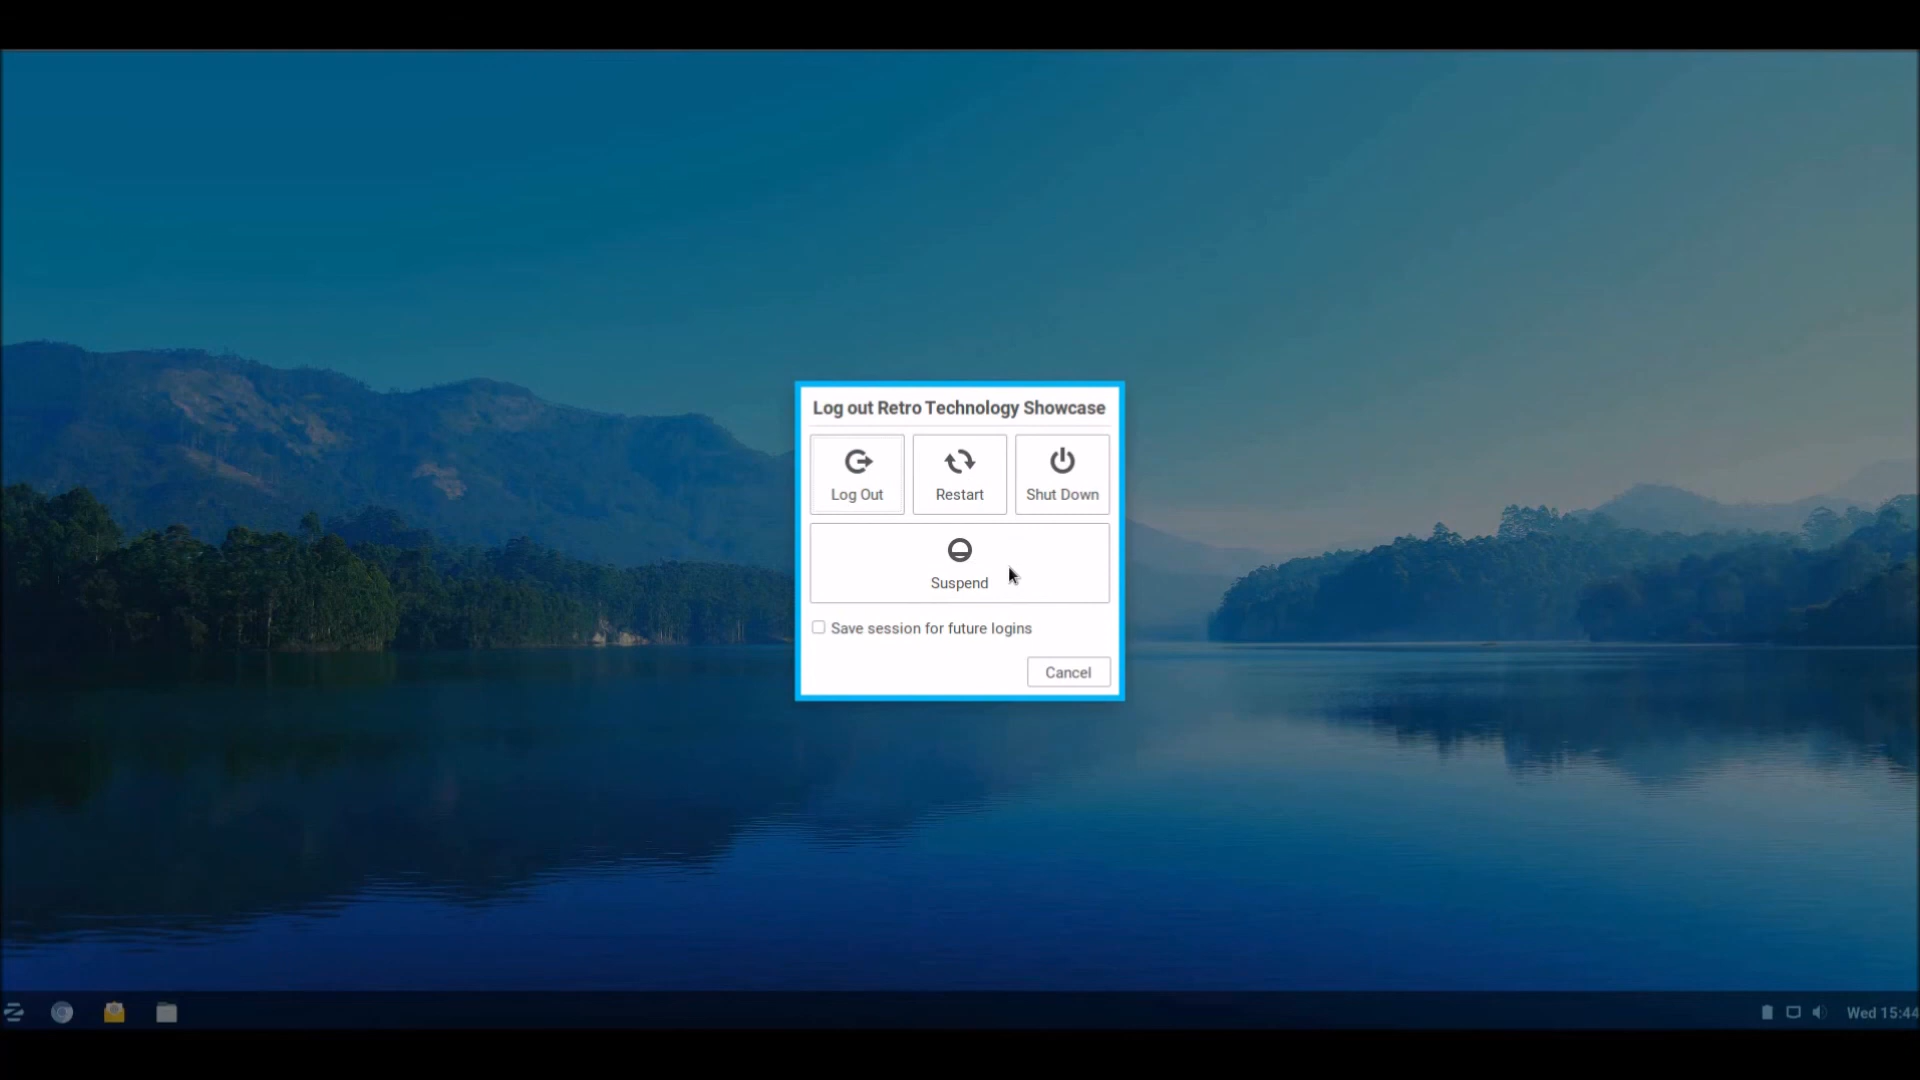 Log out Retro Technology Showcase
Log Out
Restart
Shut Down
Suspend
Save session for future logins
Cancel
Wed 15:44